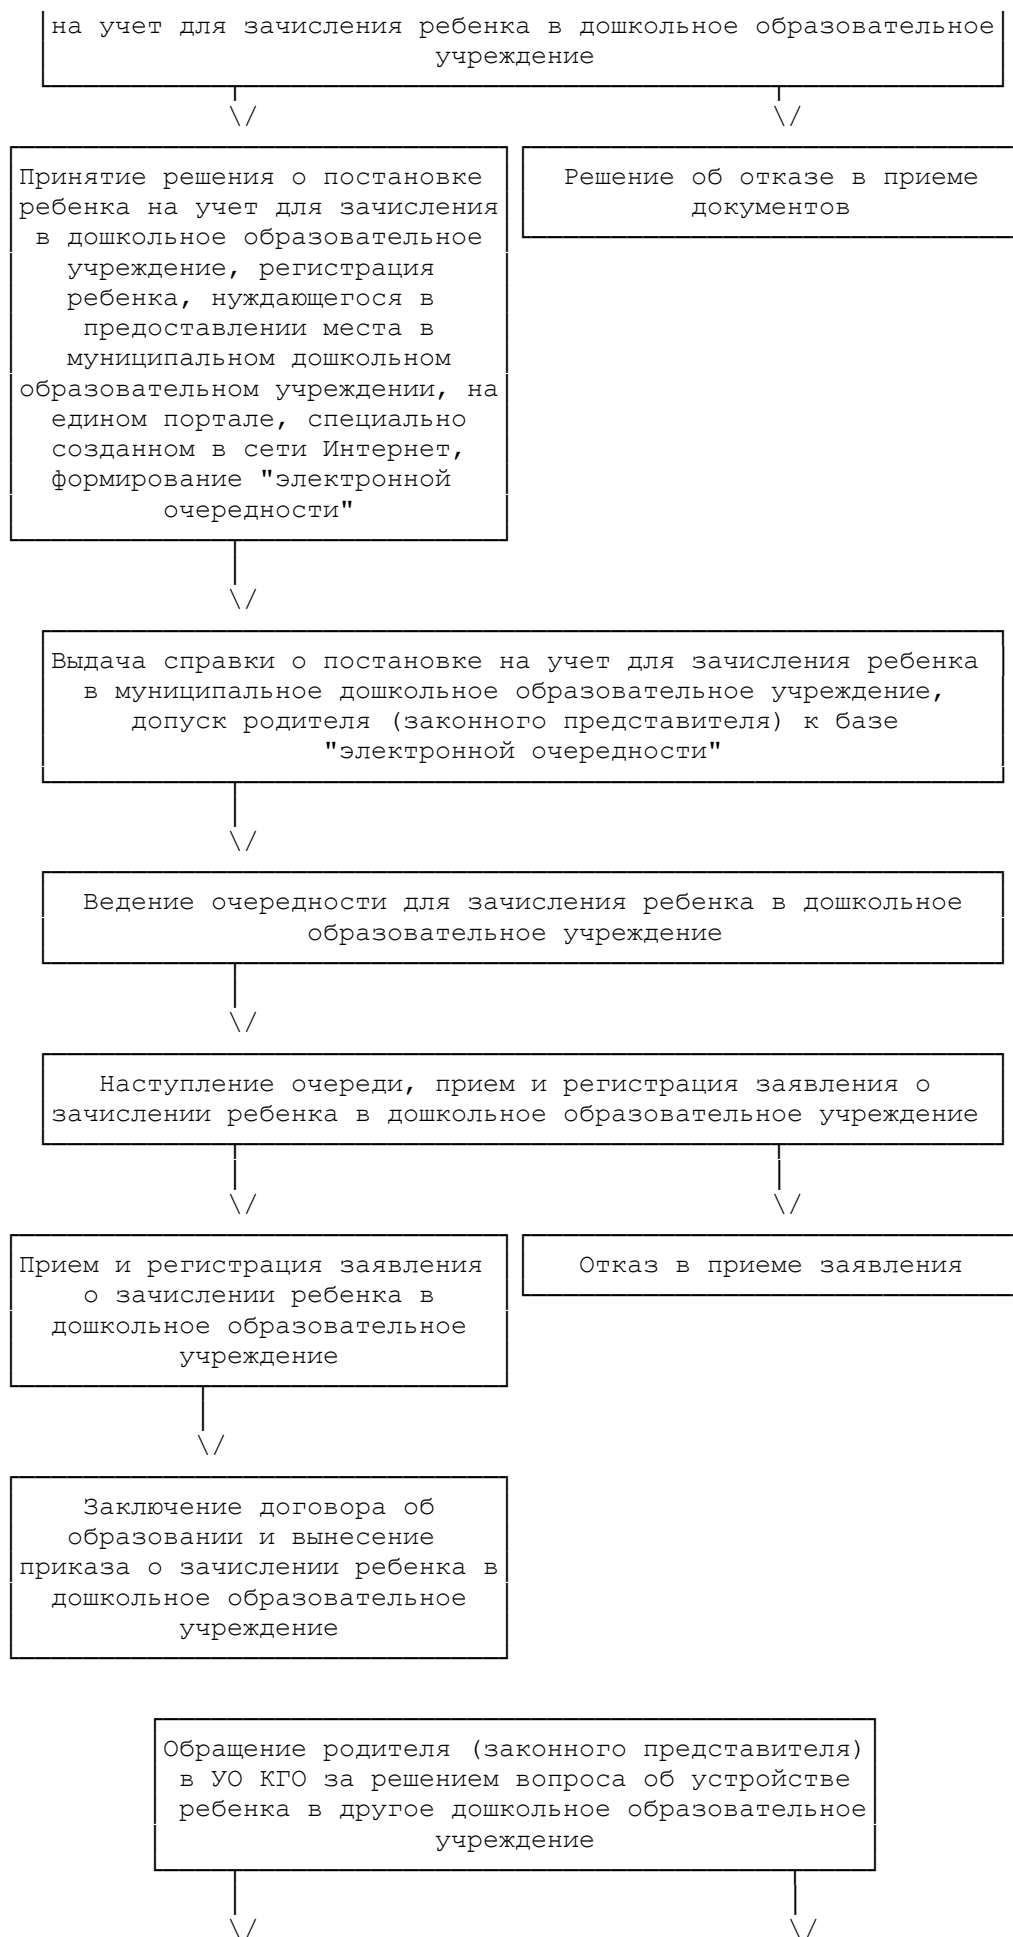 на учет для зачисления ребенка в дошкольное образовательное
учреждение
Принятие решения о постановке
ребенка на учет для зачисления
в дошкольное образовательное
учреждение, регистрация
ребенка, нуждающегося в
предоставлении места в
муниципальном дошкольном
образовательном учреждении, на
едином портале, специально
созданном в сети Интернет,
формирование "электронной
очередности"
Решение об отказе в приеме
документов
Выдача справки о постановке на учет для зачисления ребенка
в муниципальное дошкольное образовательное учреждение,
допуск родителя (законного представителя) к базе
"электронной очередности"
Ведение очередности для зачисления ребенка в дошкольное
образовательное учреждение
Наступление очереди, прием и регистрация заявления о
зачислении ребенка в дошкольное образовательное учреждение
Прием и регистрация заявления
о зачислении ребенка в
дошкольное образовательное
учреждение
Отказ в приеме заявления
Заключение договора об
образовании и вынесение
приказа о зачислении ребенка в
дошкольное образовательное
учреждение
Обращение родителя (законного представителя)
в УО КГО за решением вопроса об устройстве
ребенка в другое дошкольное образовательное
учреждение